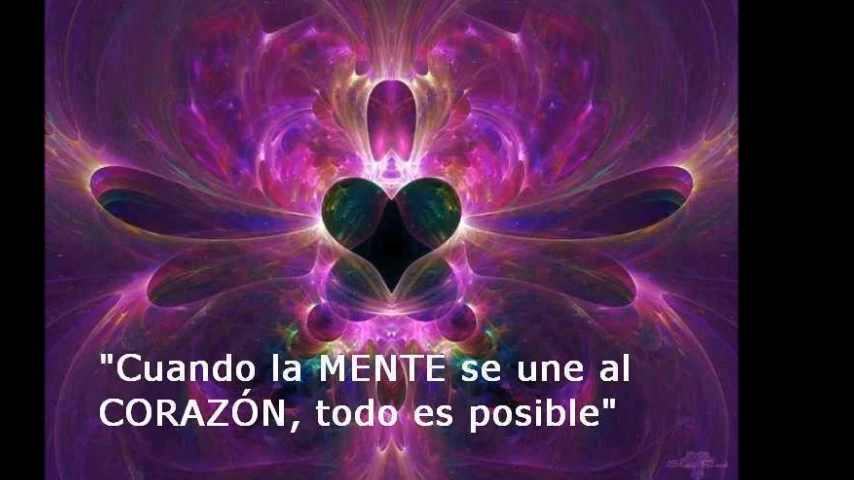 "Cuando la MENTE se une al
CORAZÓN, todo es posible"